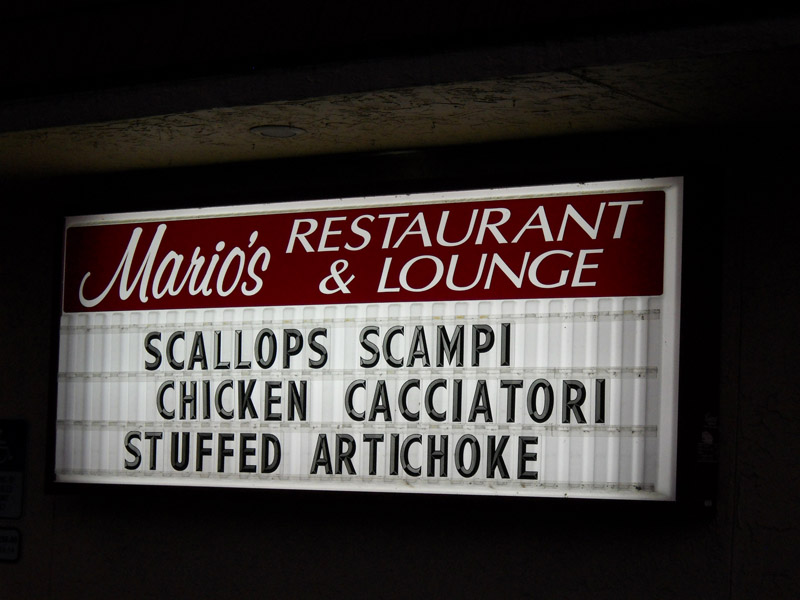 Mario's RESTAURANT
& LOUNGE
SCALLOPS SCAMPI
CHICKEN CACCIATORI
STUFFED ARTICHOKE